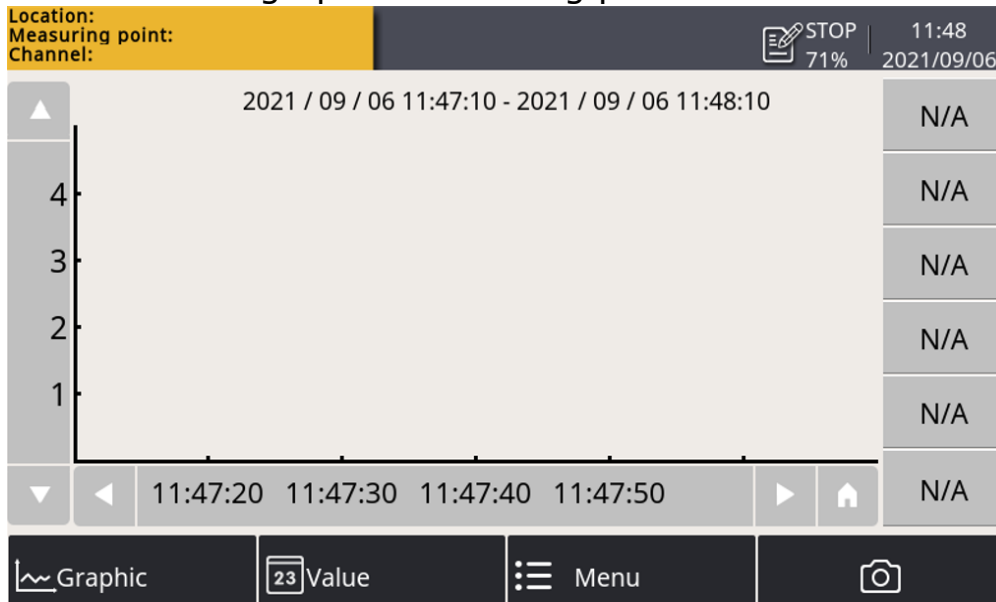 Location:
Measuring point:
Channel:
STOP
71%
11:48
2021/09/06
2021 / 09 / 06 11:47:10 - 2021 / 09 / 06 11:48:10
4
3
2
1
N/A
N/A
N/A
N/A
N/A
N/A
11:47:20 11:47:30 11:47:40 11:47:50
Graphic
23 Value
Menu